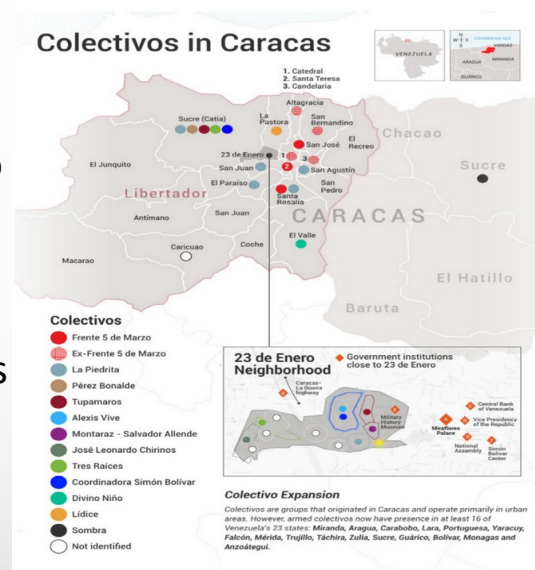 Colectivos in Caracas
VENEZUELA
N
W E
S
CARIBBEAN SEA
VARGAS
ARAGUA
MIRANDA
GUÁRICO
1. Catedral
2. Santa Teresa
3. Candelaria
Altagracia
Sucre (Catia)
La
Pastora
San
Bernandino
El
Recreo
Chacao
San José
23 de Enero
1
3
2
Sucre
El Junquito
San Juan
San Agustín
Libertador
El Paraíso
San
Pedro
Santa
Rosalía
Antímano
San Juan
CARACAS
El Valle
Coche
Caricuao
Macarao
El Hatillo
Baruta
Colectivos
Frente 5 de Marzo
Ex-Frente 5 de Marzo
La Piedrita
Pérez Bonalde
Tupamaros
Alexis Vive
Montaraz - Salvador Allende
José Leonardo Chirinos
Tres Raíces
Coordinadora Simón Bolívar
Divino Niño
Lídice
Sombra
Not identified
23 de Enero
Neighborhood
Government institutions
close to 23 de Enero
Caracas-
La Guaira
highway
Military
History
Museum
Miraflores
Palace
Central Bank
of Venezuela
Vice Presidency
of the Republic
National
Assembly
Simón
Bolívar
Center
Colectivo Expansion
Colectivos are groups that originated in Caracas and operate primarily in urban
areas. However, armed colectivos now have presence in at least 16 of
Venezuela's 23 states: Miranda, Aragua, Carabobo, Lara, Portuguesa, Yaracuy,
Falcón, Mérida, Trujillo, Táchira, Zulia, Sucre, Guárico, Bolívar, Monagas and
Anzoátegui.